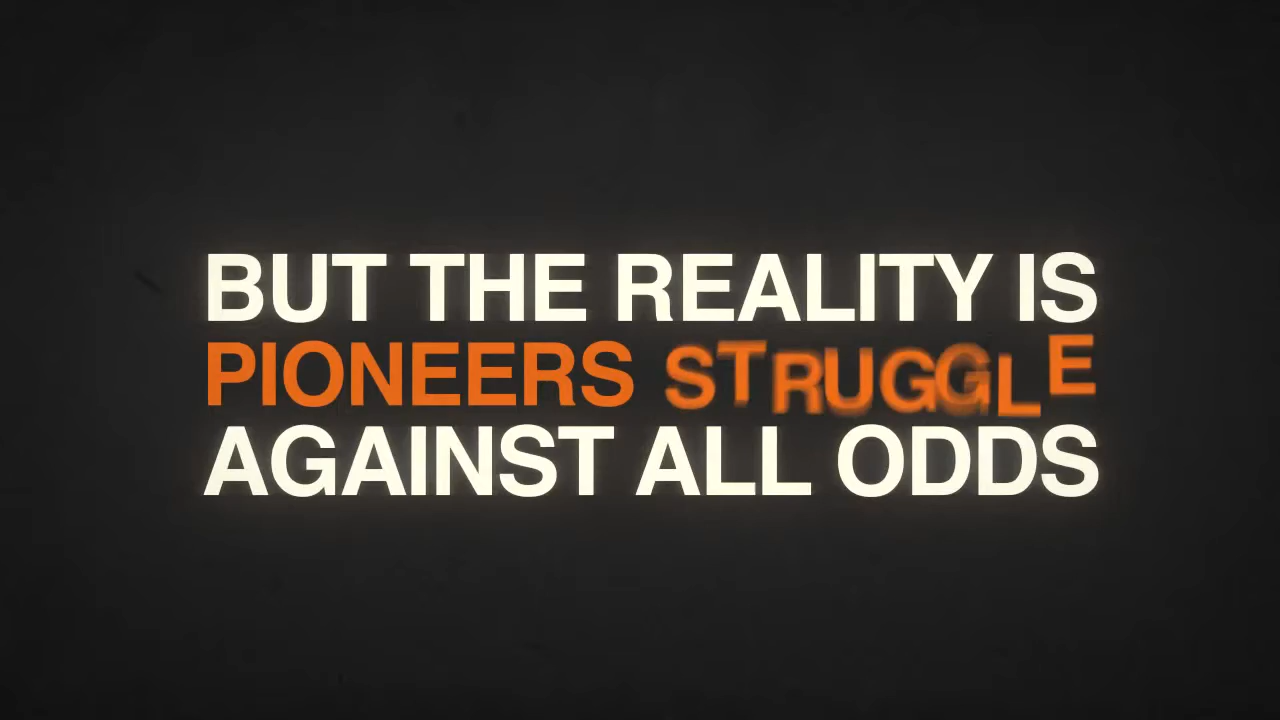 BUT THE REALITY IS
PIONEERS STRUGGLE
AGAINST ALL ODDS